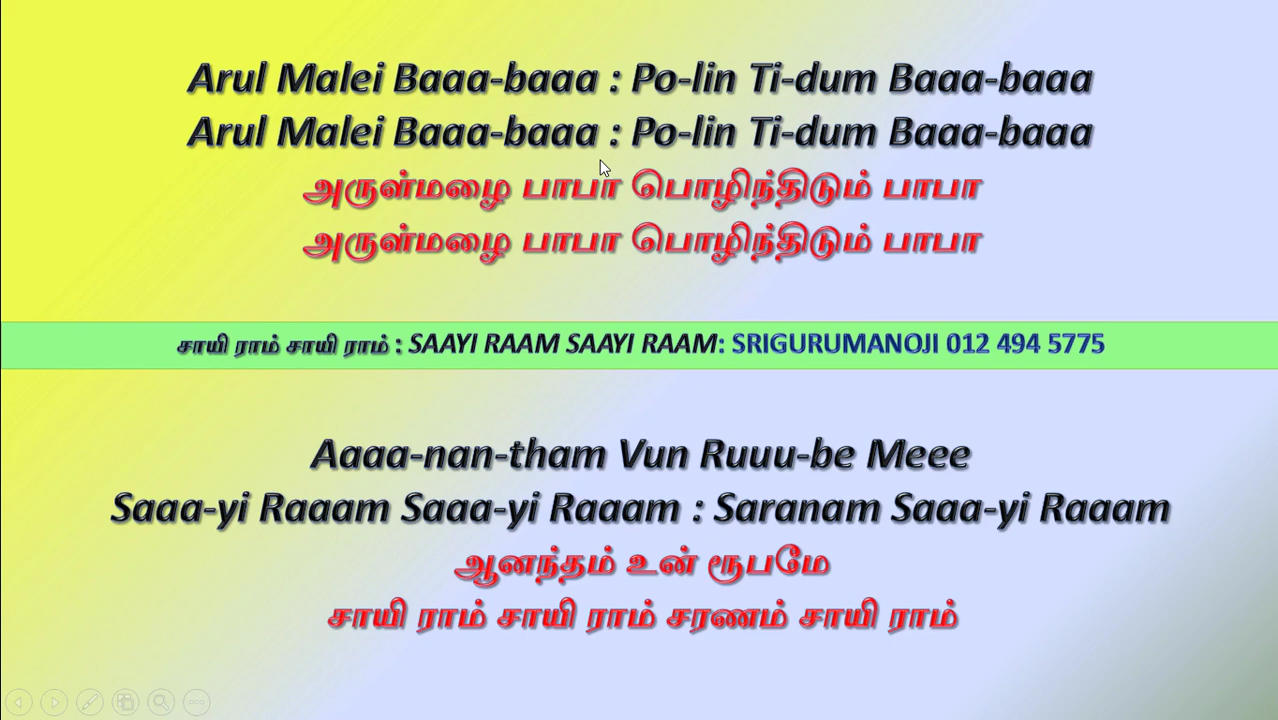 Arul Malei Baaa-baaa : Po-lin Ti-dum Baaa-baaa
Arul Malei Baaa-baaa : Po-lin Ti-dum Baaa-baaa
அருள்மழை பாபா பொழிந்திடும் பாபா
அருள்மழை பாபா பொழிந்திடும் பாபா
சாயி ராம் சாயி ராம் : SAAYI RAAM SAAYI RAAM: SRIGURUMANOJI 012 494 5775
Aaaa-nan-tham Vun Ruuu-be Meee
Saaa-yi Raaam Saaa-yi Raaam : Saranam Saaa-yi Raaam
ஆனந்தம் உன் ரூபமே
சாயி ராம் சாயி ராம் சரணம் சாயி ராம்